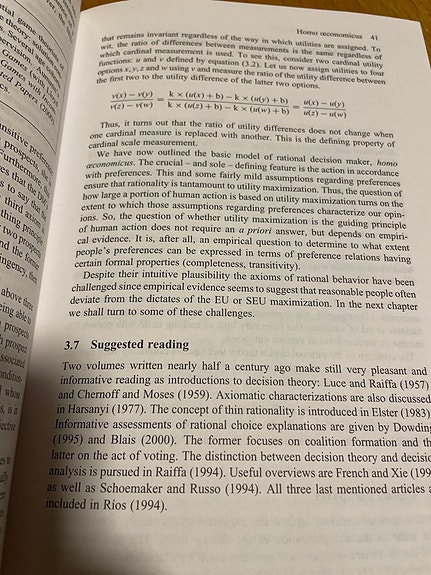 Homo œconomicus 41
that remains invariant regardless of the way in which utilities are assigned. To
wit, the ratio of differences between measurements is the same regardless of
which cardinal measurement is used. To see this, consider two cardinal utility
functions: u and v defined by equation (3.2). Let us now assign utilities to four
options x, y, z and w using v and measure the ratio of the utility difference between
the first two to the utility difference of the latter two options.
v(x) − v(y) / v(z) − v(w) = k × (u(x) + b) − k × (u(y) + b) / k × (u(z) + b) − k × (u(w) + b) = u(x) − u(y) / u(z) − u(w)
Thus, it turns out that the ratio of utility differences does not change when
one cardinal measure is replaced with another. This is the defining property of
cardinal scale measurement.
We have now outlined the basic model of rational decision maker, homo
œconomicus. The crucial – and sole – defining feature is the action in accordance
with preferences. This and some fairly mild assumptions regarding preferences
ensure that rationality is tantamount to utility maximization. Thus, the question of
how large a portion of human action is based on utility maximization turns on the
extent to which those assumptions regarding preferences characterize our opin-
ions. So, the question of whether utility maximization is the guiding principle
of human action does not require an a priori answer, but depends on empiri-
cal evidence. It is, after all, an empirical question to determine to what extent
people's preferences can be expressed in terms of preference relations having
certain formal properties (completeness, transitivity).
Despite their intuitive plausibility the axioms of rational behavior have been
challenged since empirical evidence seems to suggest that reasonable people often
deviate from the dictates of the EU or SEU maximization. In the next chapter
we shall turn to some of these challenges.
3.7 Suggested reading
Two volumes written nearly half a century ago make still very pleasant and
informative reading as introductions to decision theory: Luce and Raiffa (1957)
and Chernoff and Moses (1959). Axiomatic characterizations are also discussed
in Harsanyi (1977). The concept of thin rationality is introduced in Elster (1983)
Informative assessments of rational choice explanations are given by Dowding
(1995) and Blais (2000). The former focuses on coalition formation and th
latter on the act of voting. The distinction between decision theory and decisio
analysis is pursued in Raiffa (1994). Useful overviews are French and Xie (199
as well as Schoemaker and Russo (1994). All three last mentioned articles a
included in Ríos (1994).